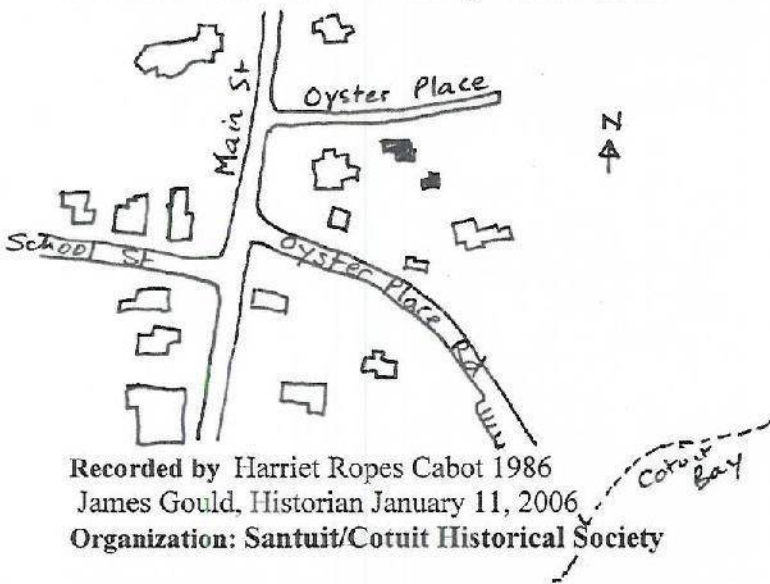 Main St
Oyster Place
N
School St
Oyster Place Rd
Cotuit Bay
Recorded by Harriet Ropes Cabot 1986
James Gould, Historian January 11, 2006
Organization: Santuit/Cotuit Historical Society